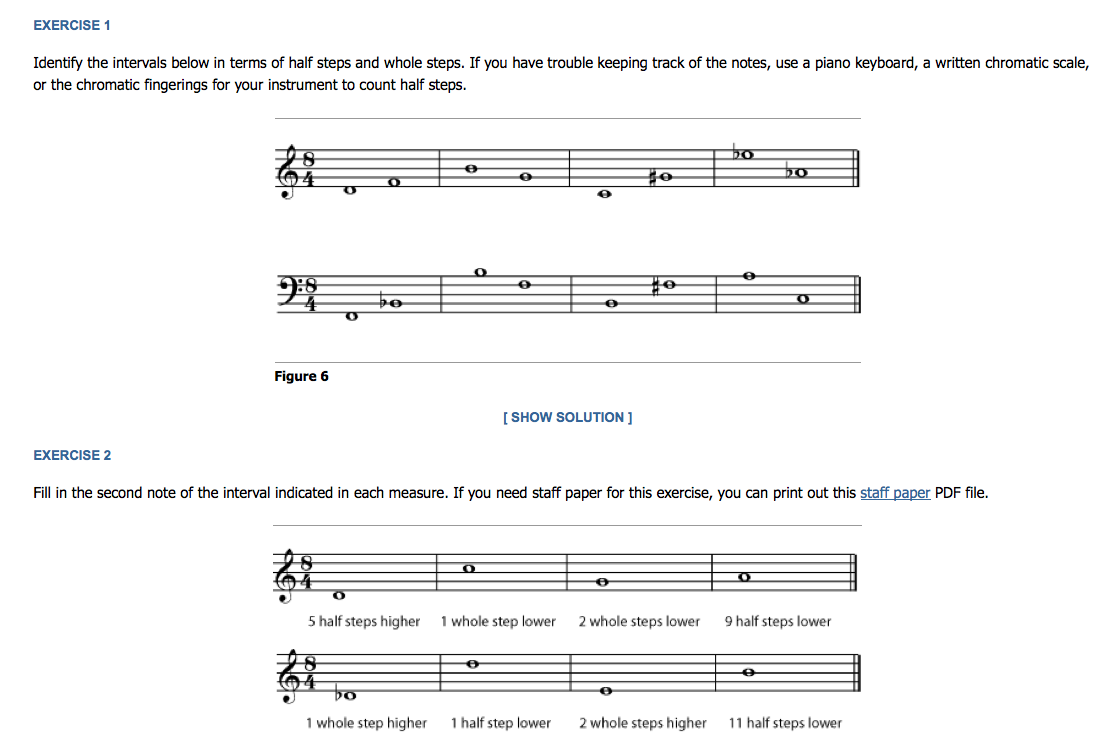 EXERCISE 1
Identify the intervals below in terms of half steps and whole steps. If you have trouble keeping track of the notes, use a piano keyboard, a written chromatic scale,
or the chromatic fingerings for your instrument to count half steps.
8
4
8
4
Figure 6
[ SHOW SOLUTION ]
EXERCISE 2
Fill in the second note of the interval indicated in each measure. If you need staff paper for this exercise, you can print out this staff paper PDF file.
8
4
5 half steps higher 1 whole step lower 2 whole steps lower 9 half steps lower
8
4
1 whole step higher 1 half step lower 2 whole steps higher 11 half steps lower